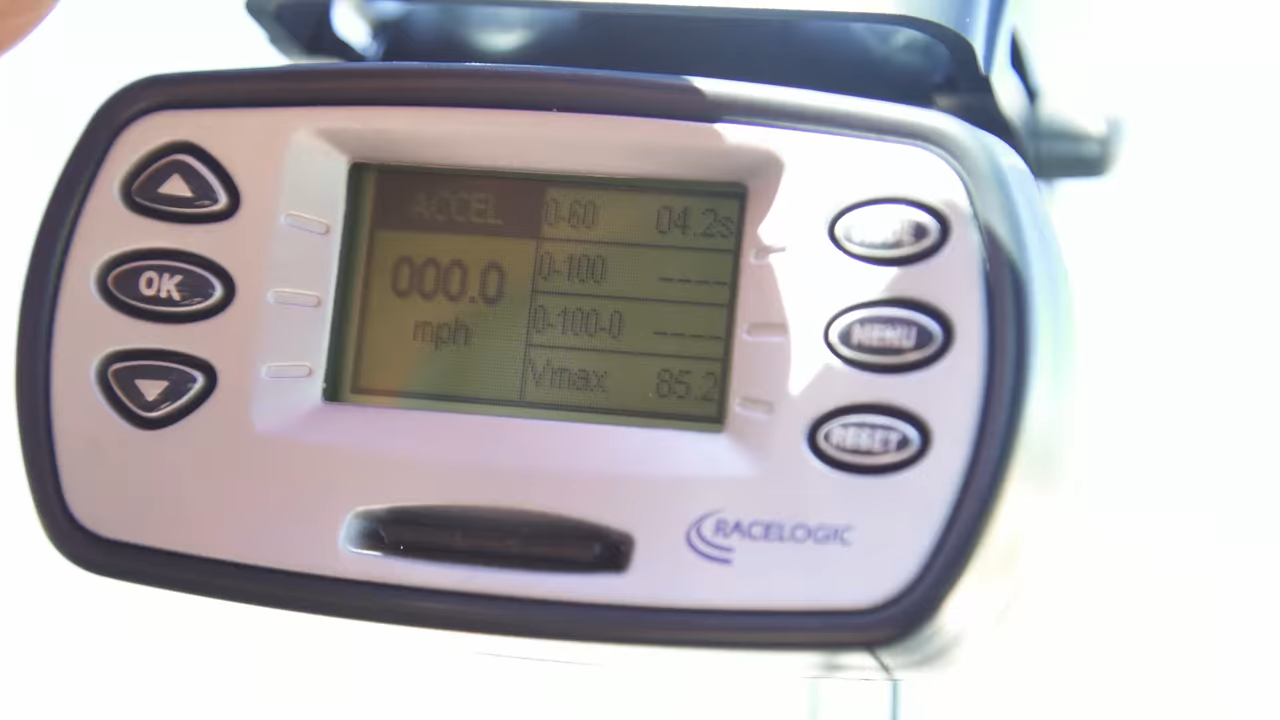 ACCEL
000.0
mph
0-60 04.2s
0-100 ----
0-100-0 ----
Vmax 85.2
OK
MENU
RESET
RACELOGIC